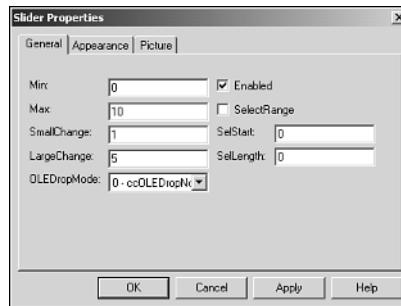 Slider Properties
General Appearance Picture
Min: 0
Enabled
Max: 10
SelectRange
SmallChange: 1
SelStart: 0
LargeChange: 5
SelLength: 0
OLEDropMode: 0 - ccOLEDropNo
OK Cancel Apply Help